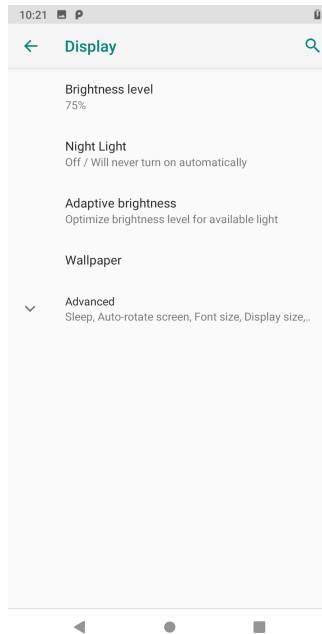 10:21
Display
Brightness level
75%
Night Light
Off / Will never turn on automatically
Adaptive brightness
Optimize brightness level for available light
Wallpaper
Advanced
Sleep, Auto-rotate screen, Font size, Display size,..